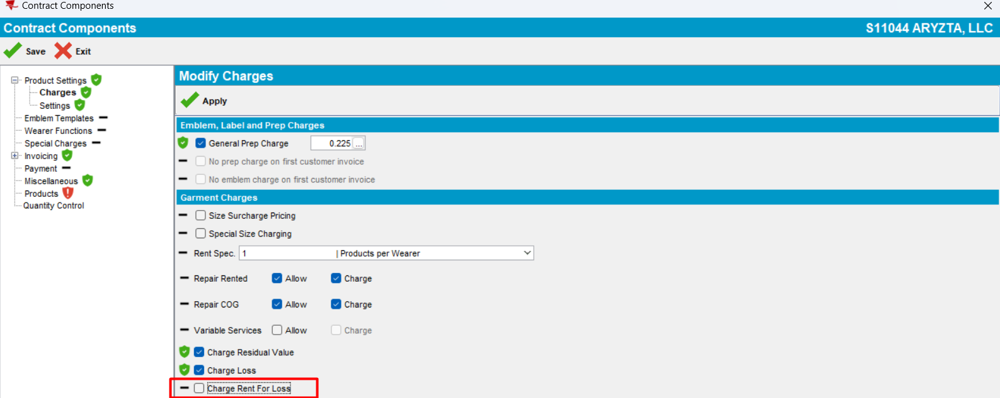 Contract Components
Contract Components S11044 ARYZTA, LLC
Save Exit
Product Settings
Charges
Settings
Emblem Templates
Wearer Functions
Special Charges
Invoicing
Payment
Miscellaneous
Products
Quantity Control
Modify Charges
Apply
Emblem, Label and Prep Charges
General Prep Charge 0.225 ...
No prep charge on first customer invoice
No emblem charge on first customer invoice
Garment Charges
Size Surcharge Pricing
Special Size Charging
Rent Spec. 1 | Products per Wearer
Repair Rented Allow Charge
Repair COG Allow Charge
Variable Services Allow Charge
Charge Residual Value
Charge Loss
Charge Rent For Loss